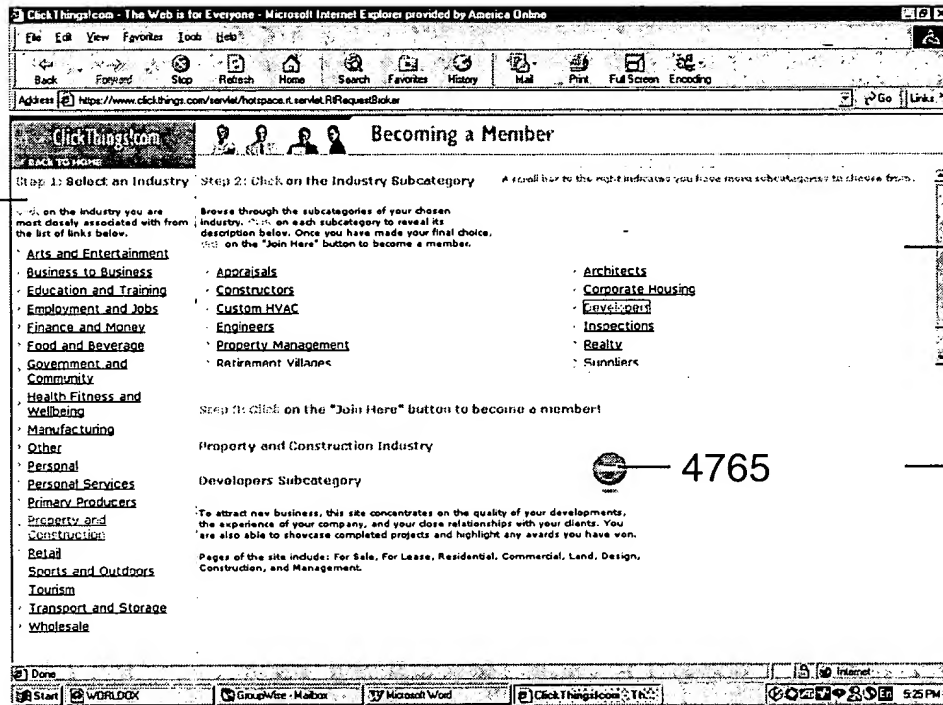 ClickThings!com - The Web is for Everyone - Microsoft Internet Explorer provided by America Online
File Edit View Favorites Tools Help
Back Forward Stop Refresh Home Search Favorites History Mail Print Full Screen Encoding
Address https://www.clickthings.com/servlet/hotspace.rt.servlet.RtRequestBroker Go Links
ClickThings!com
BACK TO HOME
Becoming a Member
Step 1: Select an Industry
Click on the industry you are
most closely associated with from
the list of links below.
Arts and Entertainment
Business to Business
Education and Training
Employment and Jobs
Finance and Money
Food and Beverage
Government and
Community
Health Fitness and
Wellbeing
Manufacturing
Other
Personal
Personal Services
Primary Producers
Property and
Construction
Retail
Sports and Outdoors
Tourism
Transport and Storage
Wholesale
Step 2: Click on the Industry Subcategory
A scroll bar to the right indicates you have more subcategories to choose from.
Browse through the subcategories of your chosen
industry. Click on each subcategory to reveal its
description below. Once you have made your final choice,
click on the "Join Here" button to become a member.
Appraisals
Constructors
Custom HVAC
Engineers
Property Management
Retirement Villages
Architects
Corporate Housing
Developers
Inspections
Realty
Suppliers
Step 3: Click on the "Join Here" button to become a member!
Property and Construction Industry
Developers Subcategory
4765
To attract new business, this site concentrates on the quality of your developments,
the experience of your company, and your close relationships with your clients. You
are also able to showcase completed projects and highlight any awards you have won.
Pages of the site include: For Sale, For Lease, Residential, Commercial, Land, Design,
Construction, and Management.
Done Internet
Start WORLDOX GroupWise - Mailbox Microsoft Word ClickThings!com - Th... 5:25 PM